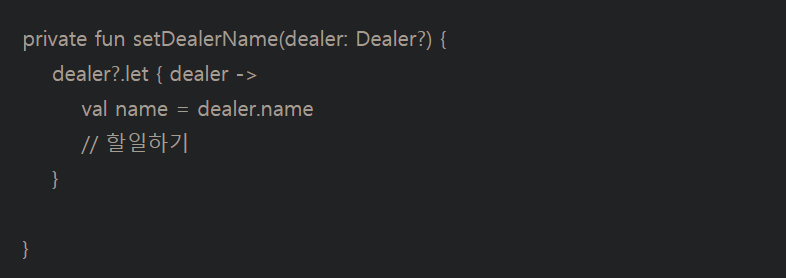 private fun setDealerName(dealer: Dealer?) {
dealer?.let { dealer ->
val name = dealer.name
// 할일하기
}
}